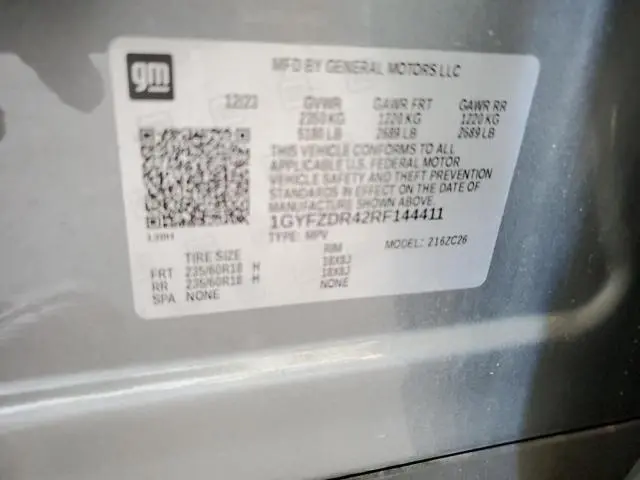 gm
MFD BY GENERAL MOTORS LLC
12/23 GVWR GAWR FRT GAWR RR
2350 KG 1220 KG 1220 KG
5180 LB 2689 LB 2689 LB
THIS VEHICLE CONFORMS TO ALL
APPLICABLE U.S. FEDERAL MOTOR
VEHICLE SAFETY AND THEFT PREVENTION
STANDARDS IN EFFECT ON THE DATE OF
MANUFACTURE SHOWN ABOVE.
1GYFZDR42RF144411
TYPE: MPV MODEL: 21
TIRE SIZE RIM
FRT 235/60R18 H 18X8J
RR 235/60R18 H 18X8J
SPA NONE NONE